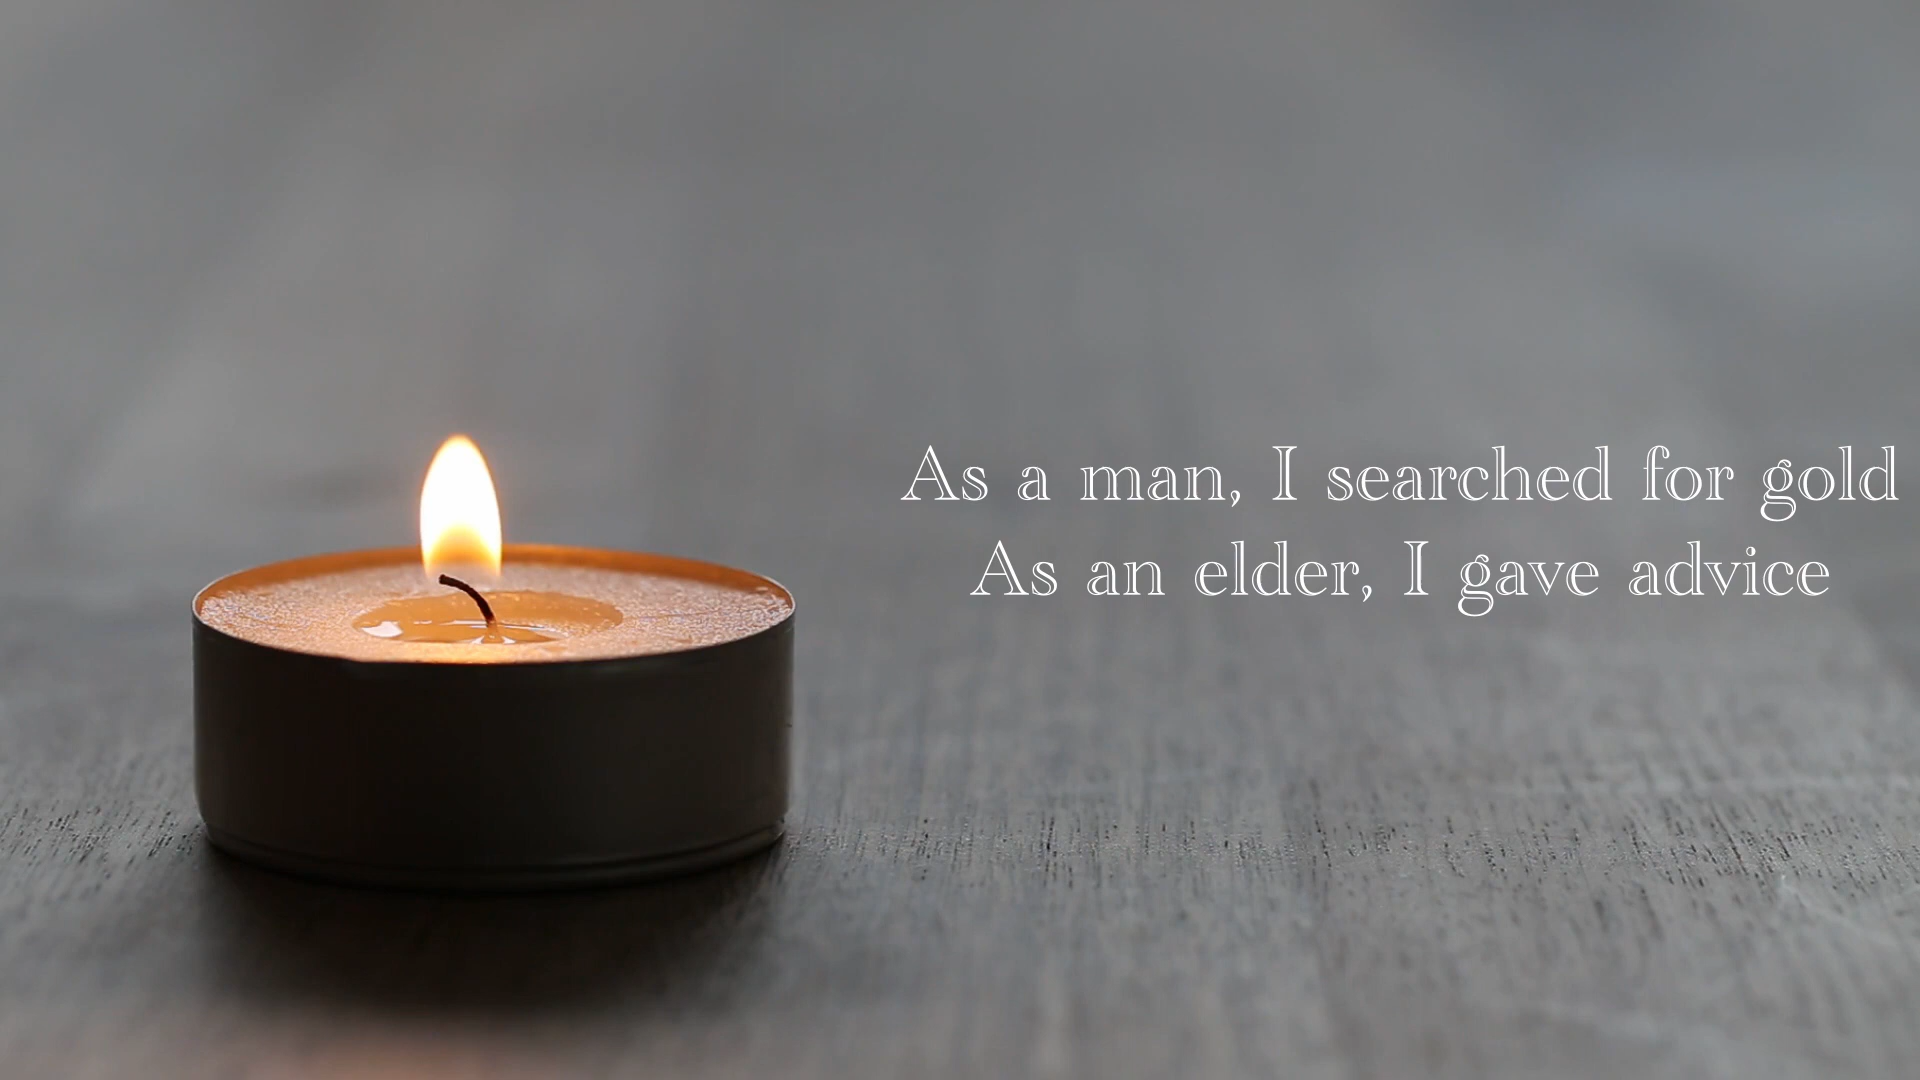 As a man, I searched for gold
As an elder, I gave advice